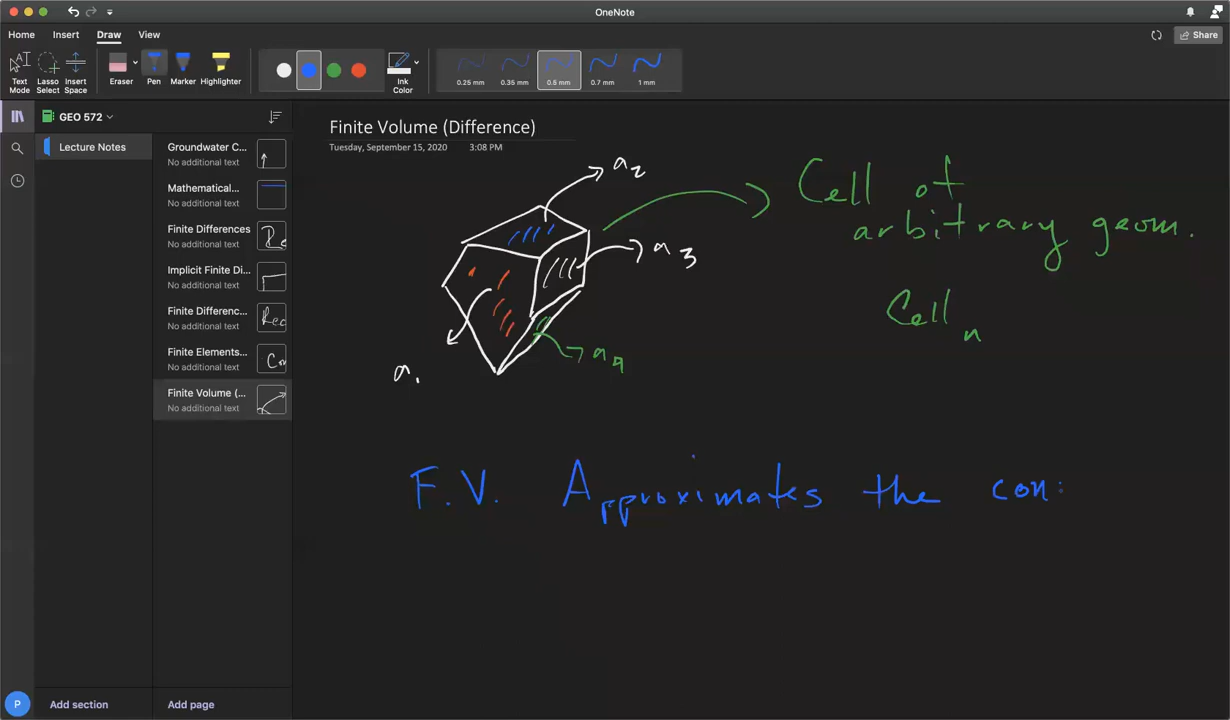 OneNote
Home Insert Draw View
Share
Text Mode
Lasso Select
Insert Space
Eraser
Pen
Marker
Highlighter
Ink Color
0.25 mm
0.35 mm
0.5 mm
0.7 mm
1 mm
GEO 572
Lecture Notes
Groundwater C...
No additional text
Mathematical...
No additional text
Finite Differences
No additional text
Implicit Finite Di...
No additional text
Finite Differenc...
No additional text
Finite Elements...
No additional text
Finite Volume (...
No additional text
Finite Volume (Difference)
Tuesday, September 15, 2020 3:08 PM
a2
a3
a4
a1
Cell of
arbitrary geom.
Cell n
F.V. Approximates the con
P
Add section
Add page